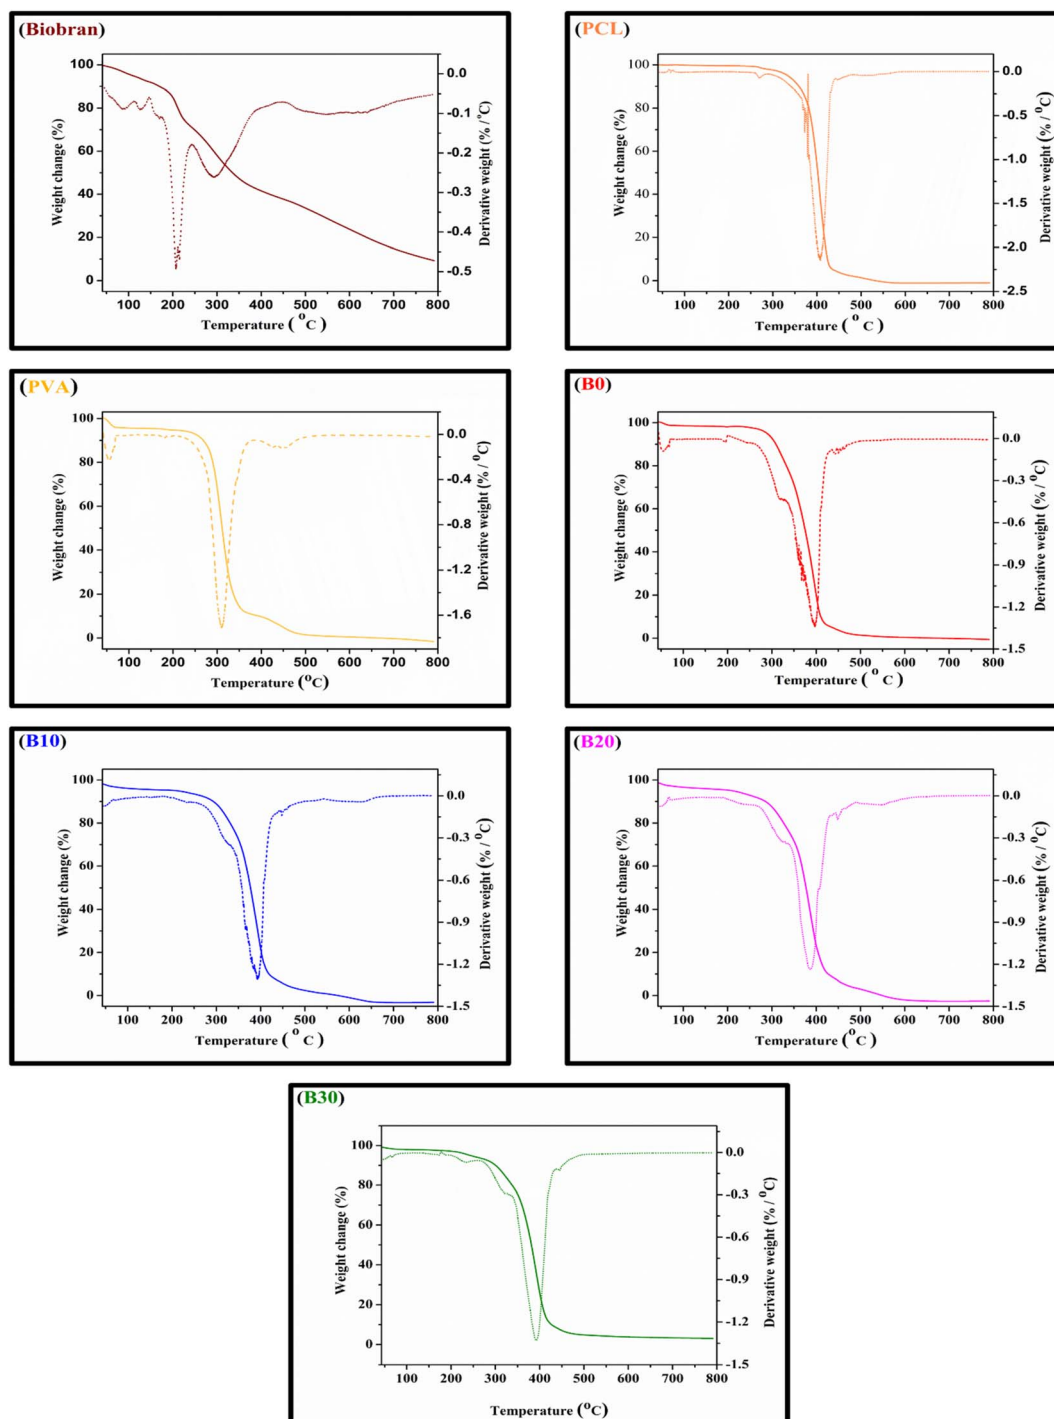 (Biobran)
Weight change (%)
100
80
60
40
20
0
0.0
-0.1
-0.2
-0.3
-0.4
-0.5
Derivative weight (% / °C)
100 200 300 400 500 600 700 800
Temperature ( °C )
(PCL)
Weight change (%)
100
80
60
40
20
0
0.0
-0.5
-1.0
-1.5
-2.0
-2.5
Derivative weight (% / °C)
100 200 300 400 500 600 700 800
Temperature ( °C )
(PVA)
Weight change (%)
100
80
60
40
20
0
0.0
-0.4
-0.8
-1.2
-1.6
Derivative weight (% / °C)
100 200 300 400 500 600 700 800
Temperature (°C)
(B0)
Weight change (%)
100
80
60
40
20
0
0.0
-0.3
-0.6
-0.9
-1.2
-1.5
Derivative weight (% / °C)
100 200 300 400 500 600 700 800
Temperature ( °C )
(B10)
Weight change (%)
100
80
60
40
20
0
0.0
-0.3
-0.6
-0.9
-1.2
-1.5
Derivative weight (% / °C)
100 200 300 400 500 600 700 800
Temperature ( °C )
(B20)
Weight change (%)
100
80
60
40
20
0
0.0
-0.3
-0.6
-0.9
-1.2
-1.5
Derivative weight (% / °C)
100 200 300 400 500 600 700 800
Temperature ( °C )
(B30)
Weight change (%)
100
80
60
40
20
0
0.0
-0.3
-0.6
-0.9
-1.2
-1.5
Derivative weight (% / °C)
100 200 300 400 500 600 700 800
Temperature (°C)